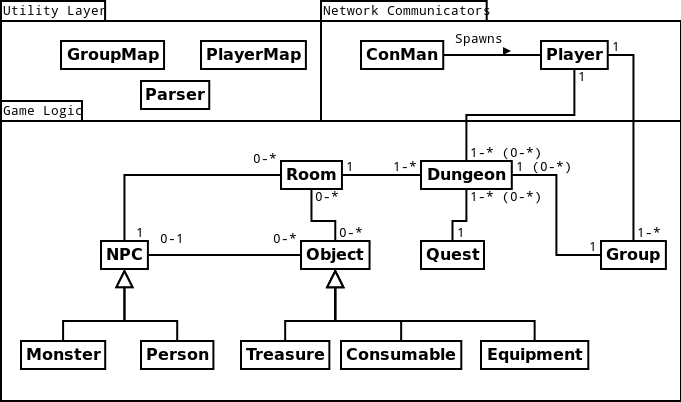 Utility Layer
Network Communicators
GroupMap
PlayerMap
Parser
ConMan
Spawns
Player
1
1
Game Logic
0-*
Room
1
1-*
1-* (0-*)
Dungeon
1 (0-*)
0-*
1-* (0-*)
1
0-1
0-*
0-*
1
1
1-*
NPC
Object
Quest
Group
Monster
Person
Treasure
Consumable
Equipment